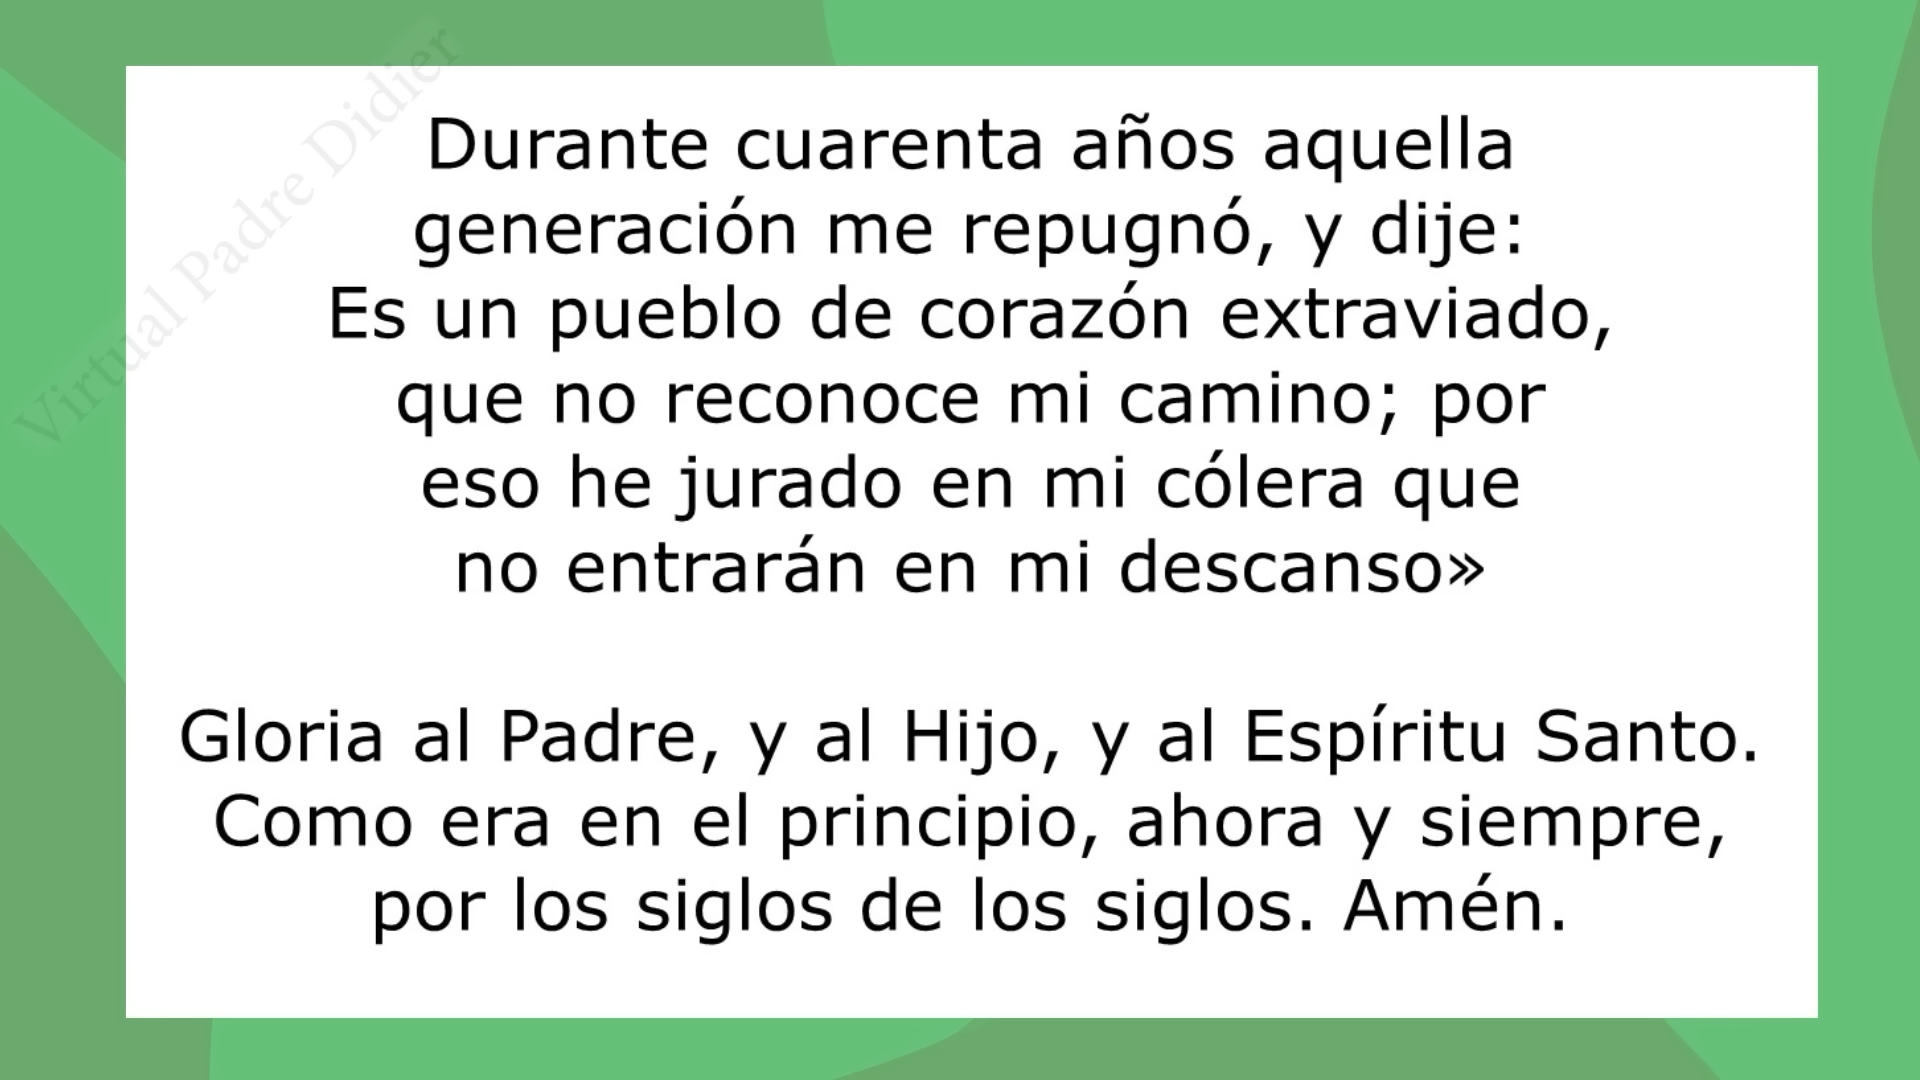 Virtual Padre Didier
Durante cuarenta años aquella
generación me repugnó, y dije:
Es un pueblo de corazón extraviado,
que no reconoce mi camino; por
eso he jurado en mi cólera que
no entrarán en mi descanso»
Gloria al Padre, y al Hijo, y al Espíritu Santo.
Como era en el principio, ahora y siempre,
por los siglos de los siglos. Amén.